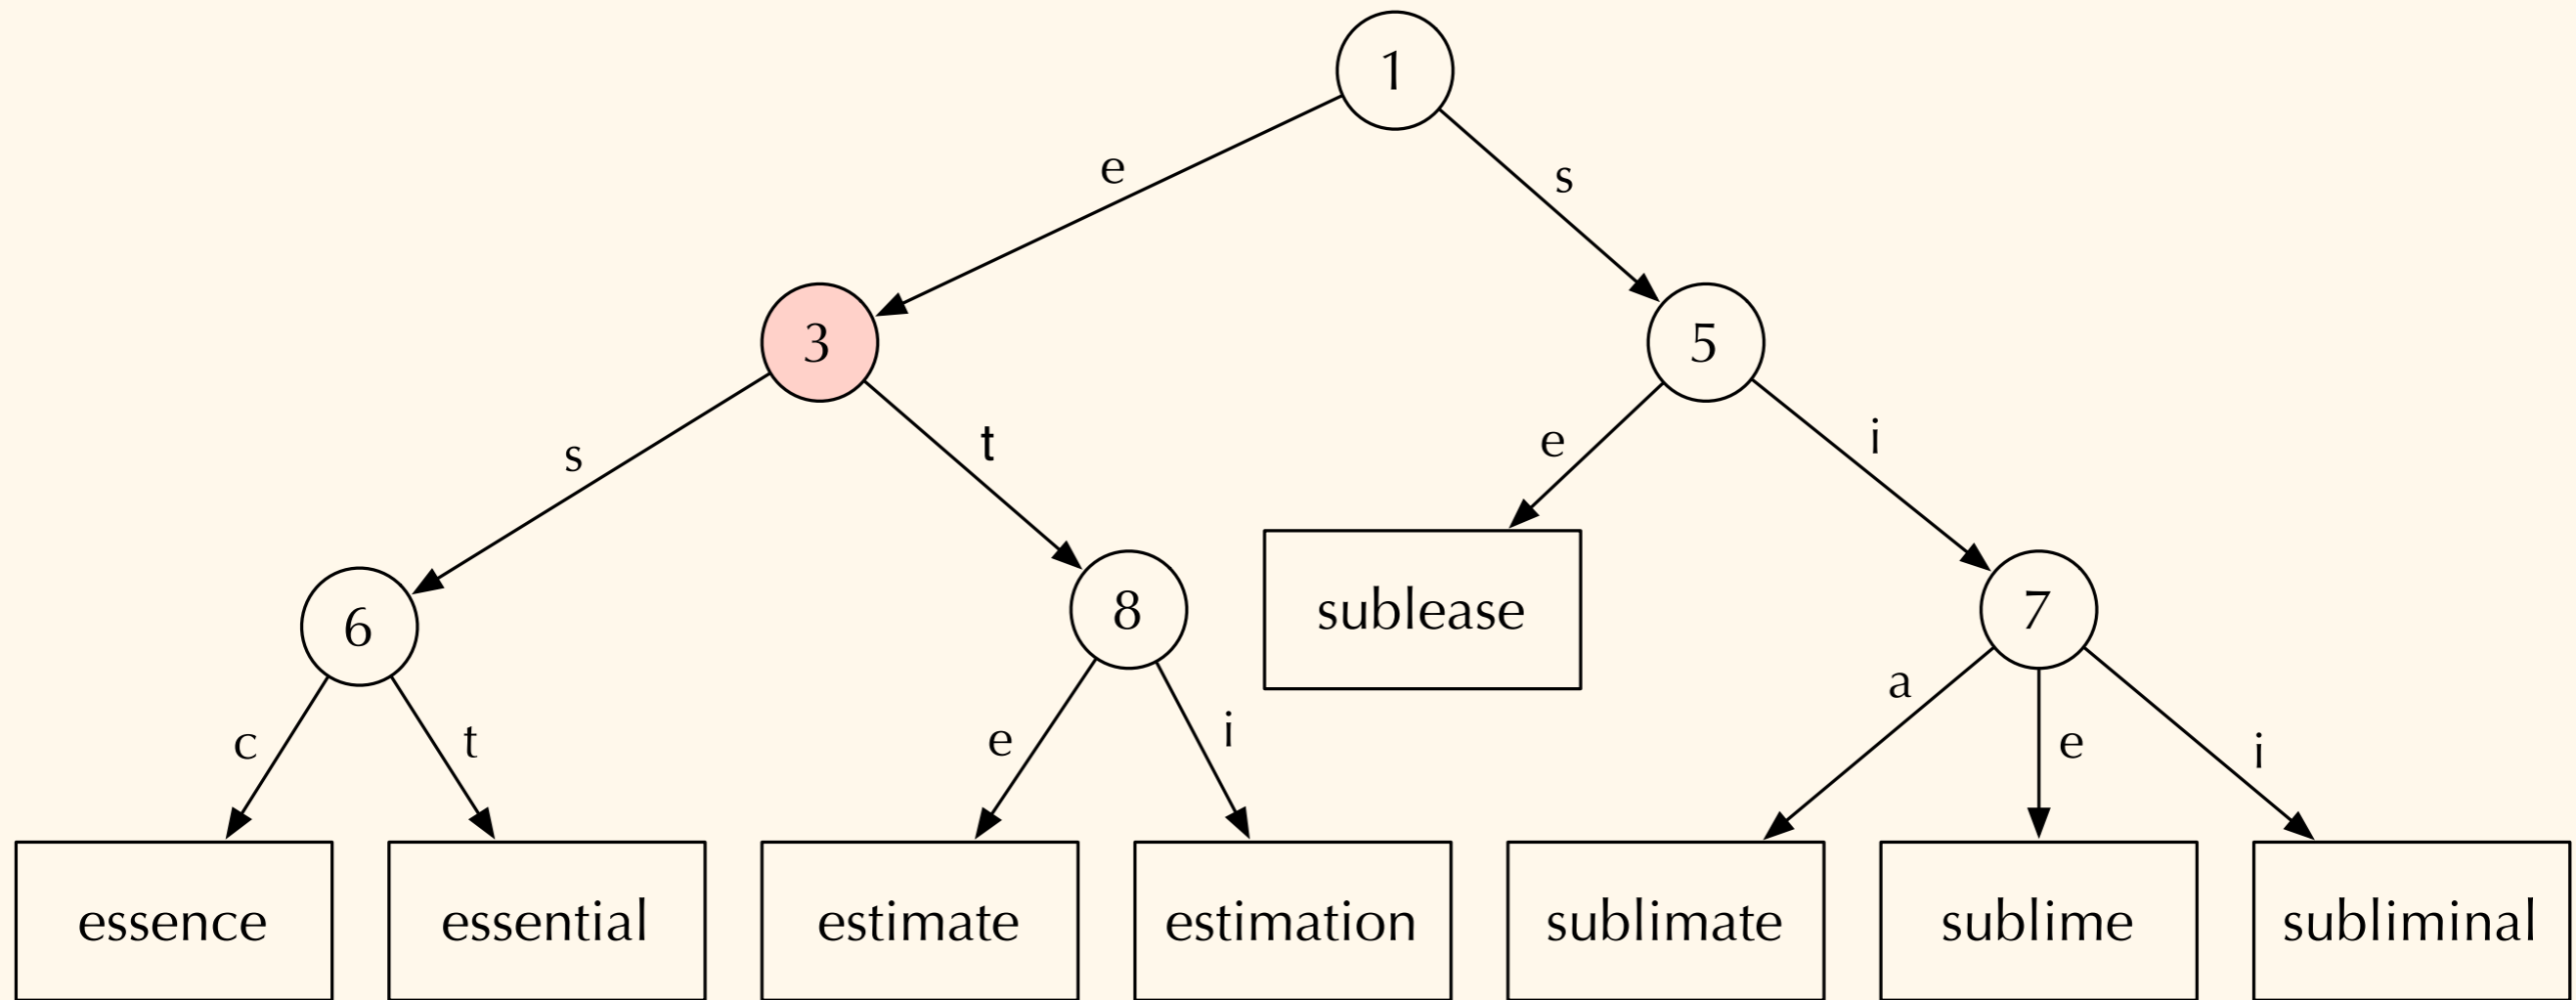 1
e
s
3
5
s
t
e
i
6
8
sublease
7
c
t
e
i
a
e
i
essence
essential
estimate
estimation
sublimate
sublime
subliminal